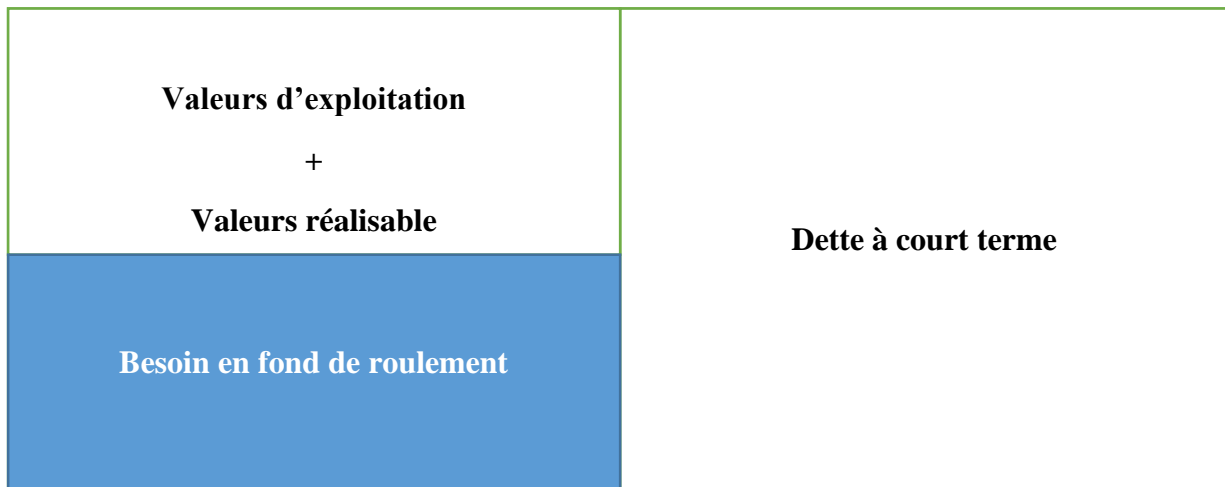 Valeurs d’exploitation
+
Valeurs réalisable
Besoin en fond de roulement
Dette à court terme